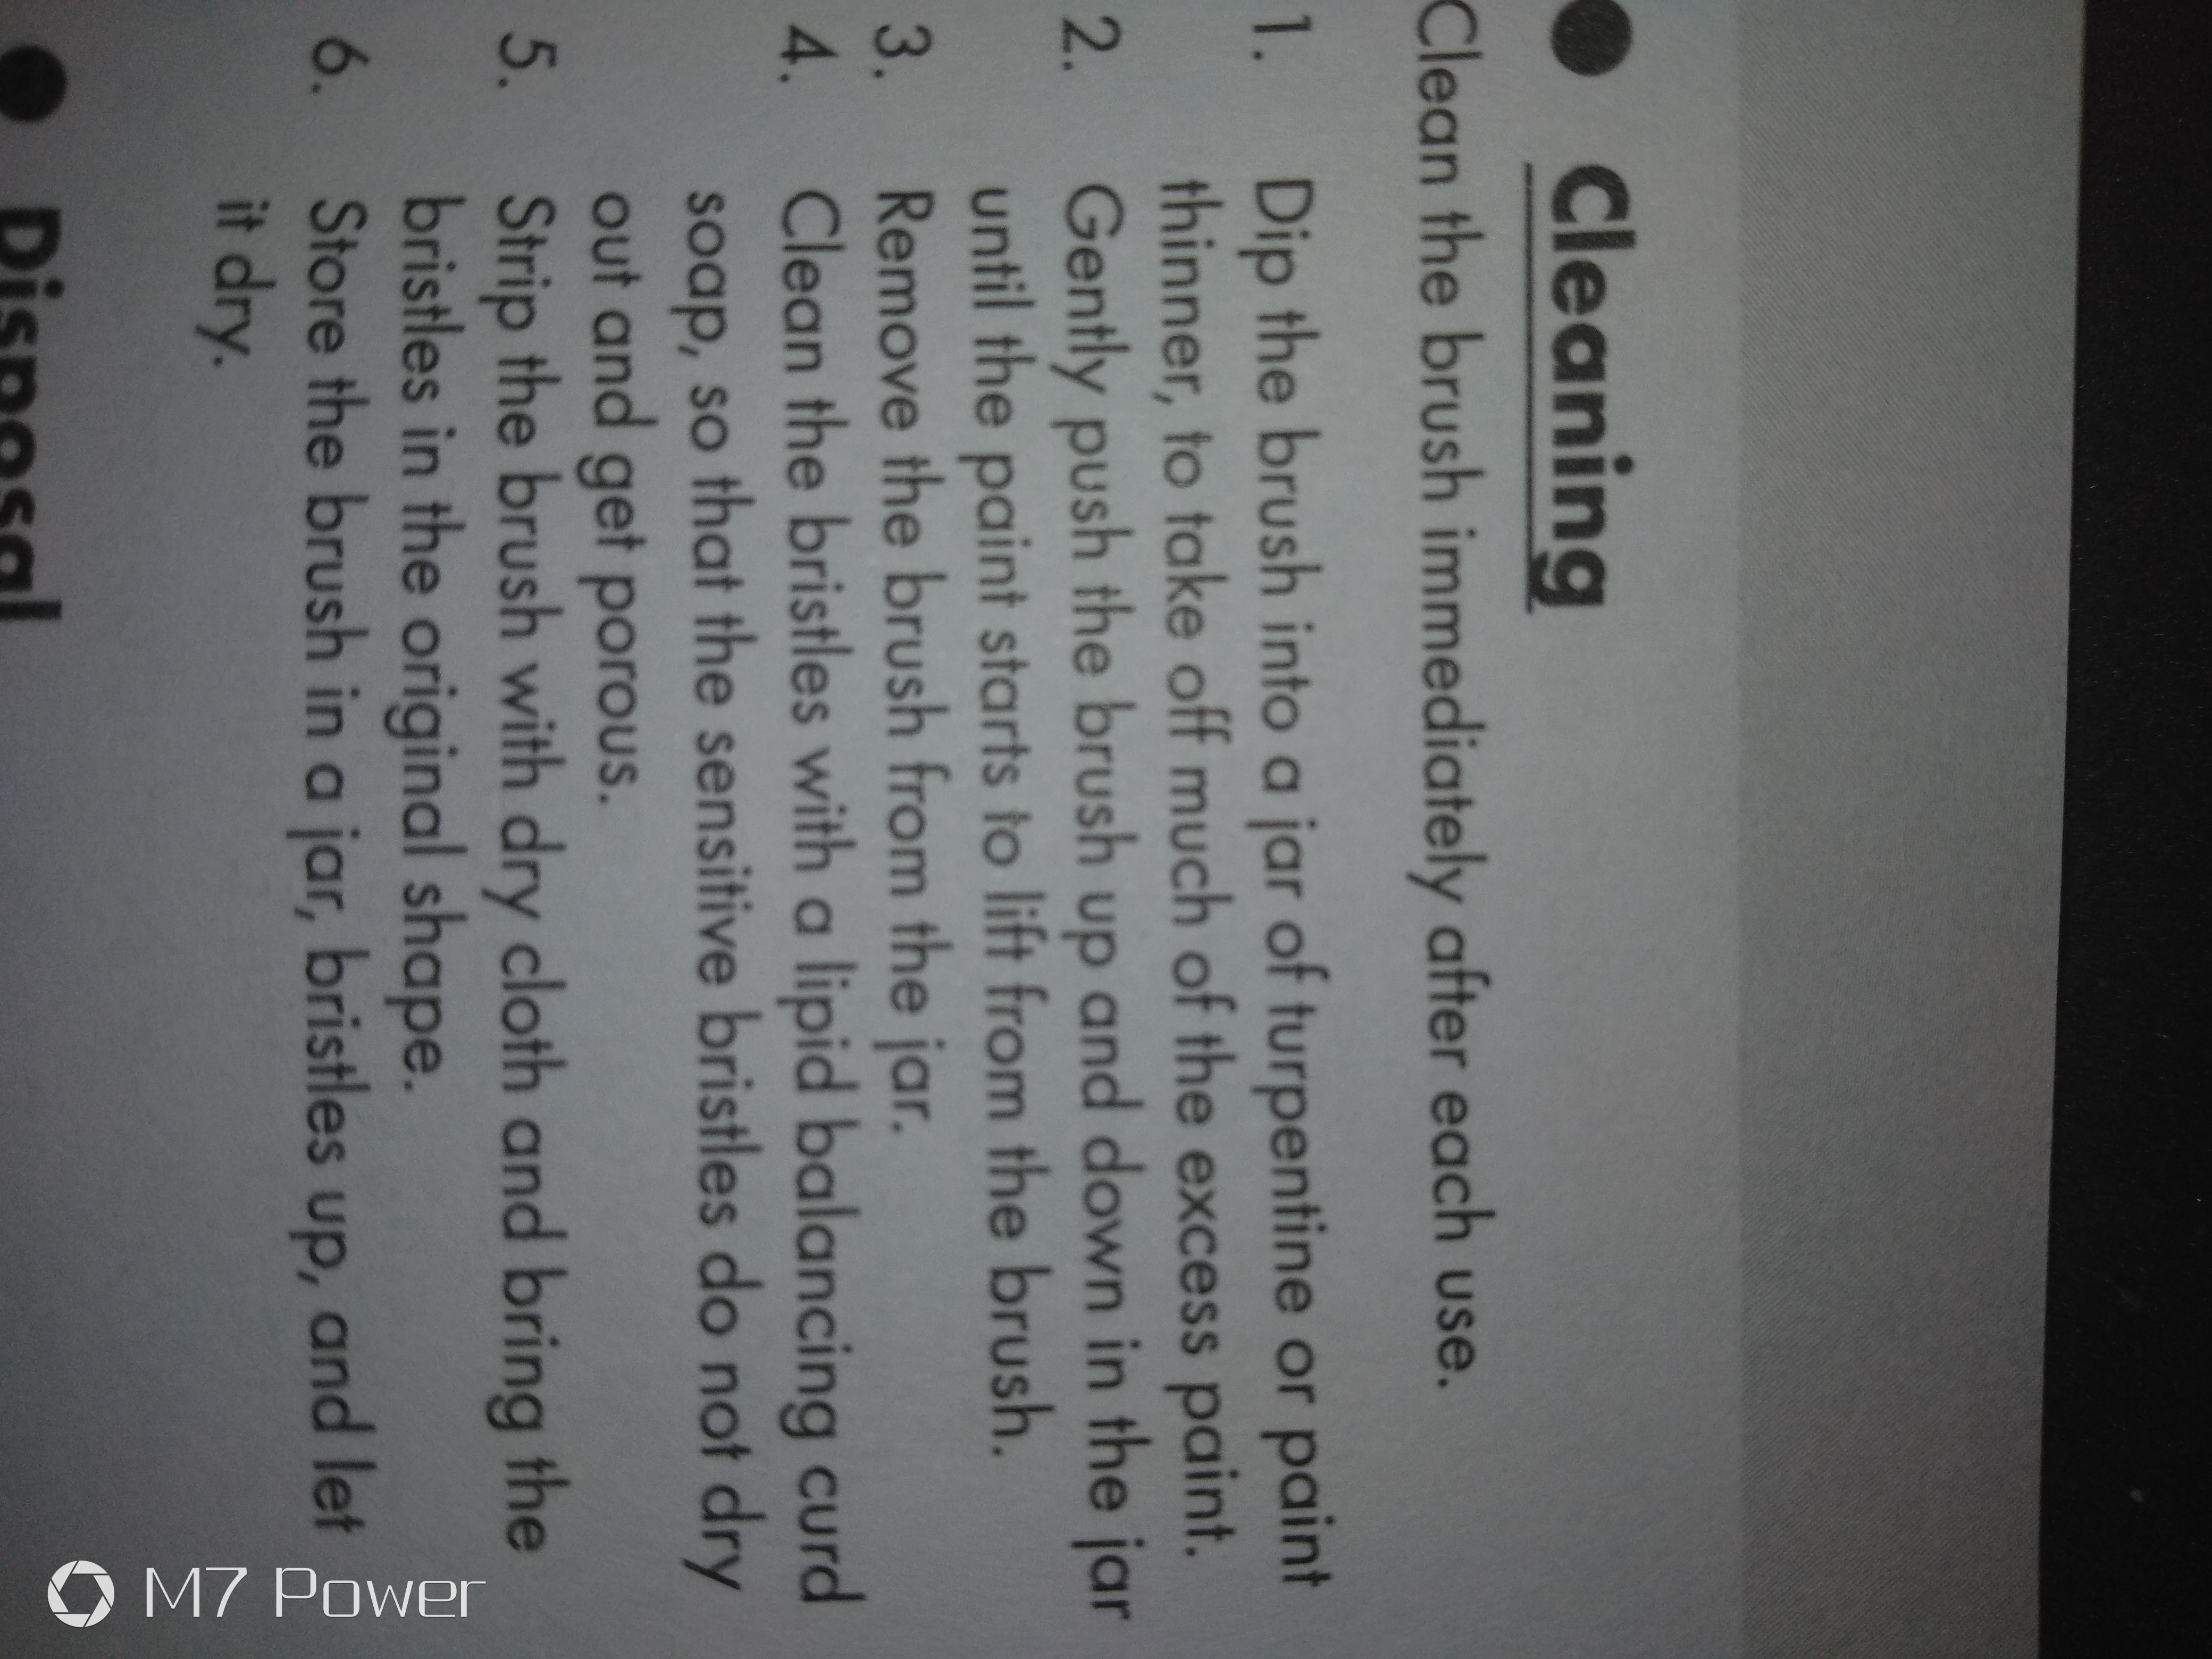 ● Cleaning
Clean the brush immediately after each use.
1. Dip the brush into a jar of turpentine or paint
thinner, to take off much of the excess paint.
2. Gently push the brush up and down in the jar
until the paint starts to lift from the brush.
3. Remove the brush from the jar.
4. Clean the bristles with a lipid balancing curd
soap, so that the sensitive bristles do not dry
out and get porous.
5. Strip the brush with dry cloth and bring the
bristles in the original shape.
6. Store the brush in a jar, bristles up, and let
it dry.
● Disposal
M7 Power